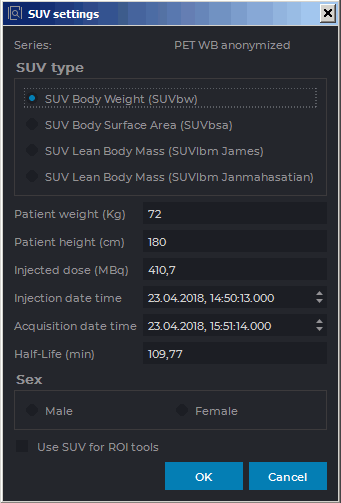 SUV settings
Series: PET WB anonymized
SUV type
SUV Body Weight (SUVbw)
SUV Body Surface Area (SUVbsa)
SUV Lean Body Mass (SUVlbm James)
SUV Lean Body Mass (SUVlbm Janmahasatian)
Patient weight (Kg) 72
Patient height (cm) 180
Injected dose (MBq) 410,7
Injection date time 23.04.2018, 14:50:13.000
Acquisition date time 23.04.2018, 15:51:14.000
Half-Life (min) 109,77
Sex
Male Female
Use SUV for ROI tools
OK Cancel